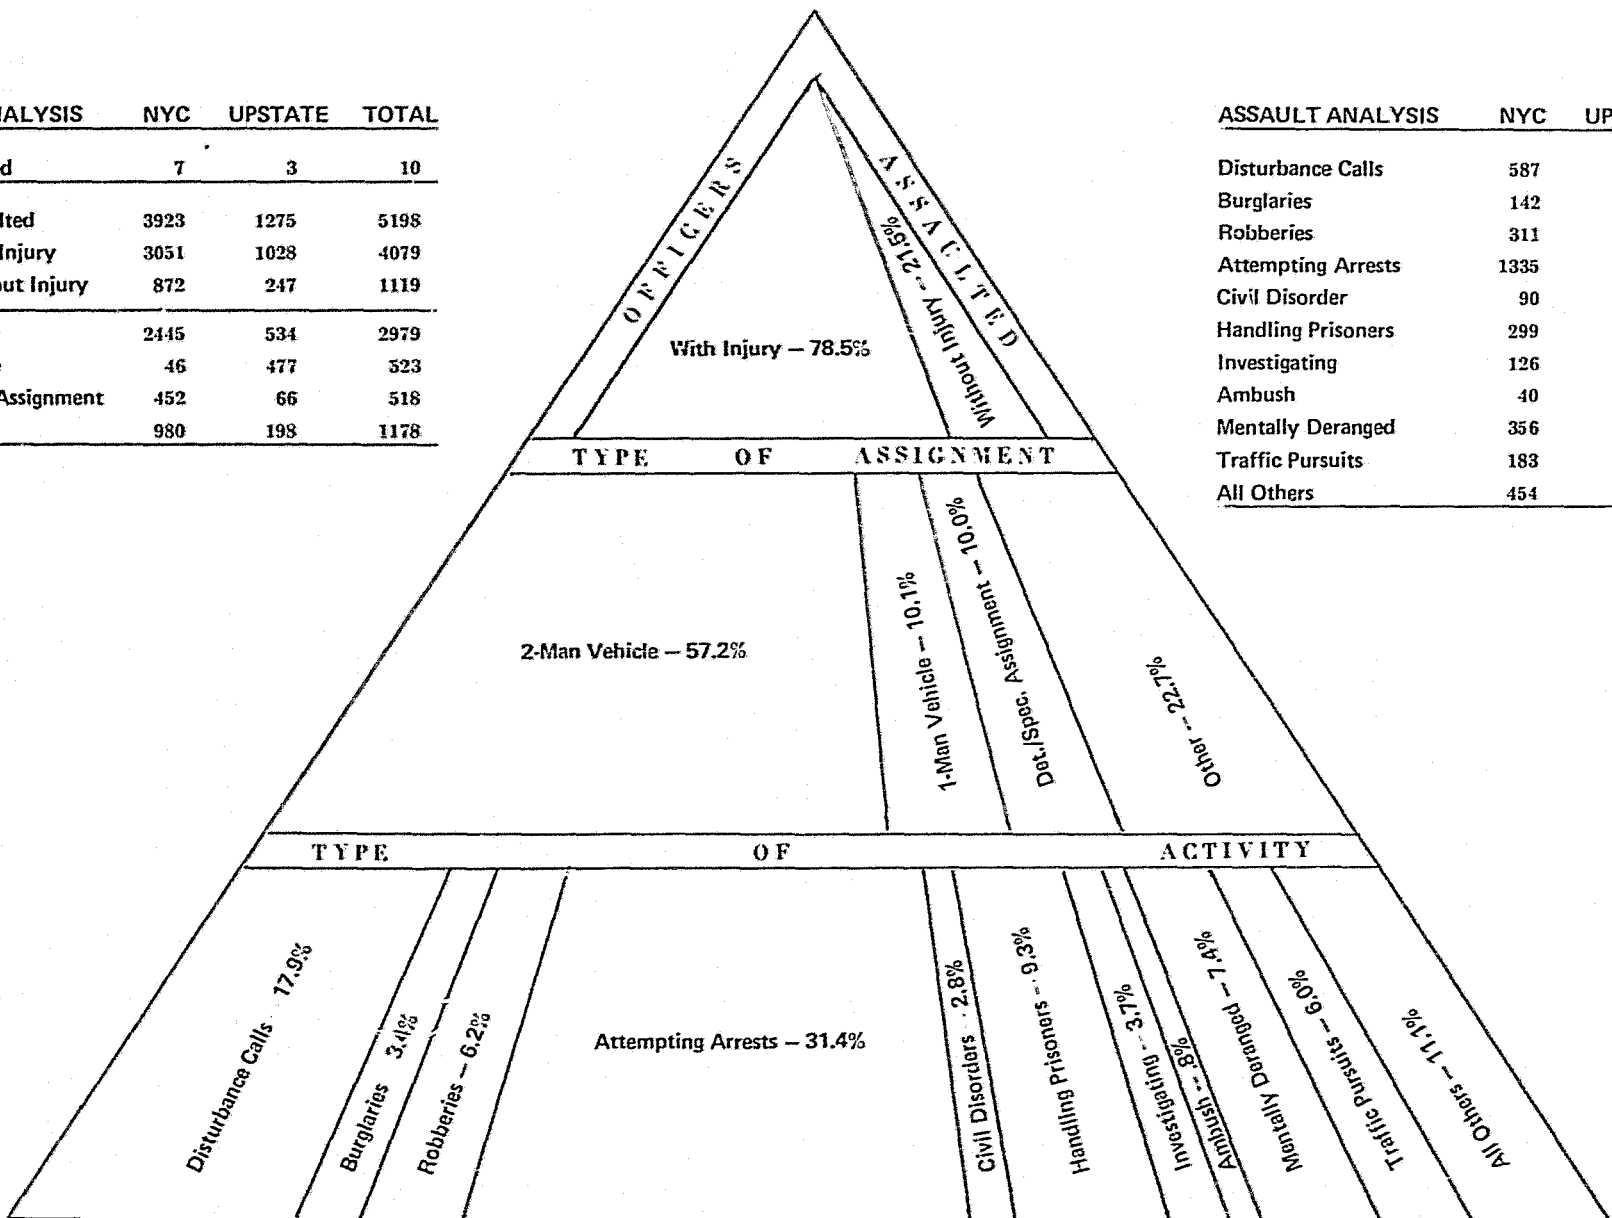 NALYSIS NYC UPSTATE TOTAL
d 7 3 10
lted 3923 1275 5198
Injury 3051 1028 4079
out Injury 872 247 1119
2445 534 2979
46 477 523
Assignment 452 66 518
980 198 1178
OFFICERS ASSAULTED
With Injury — 78.5%
Without Injury — 21.5%
TYPE OF ASSIGNMENT
2-Man Vehicle — 57.2%
1-Man Vehicle — 10.1%
Det./Spec. Assignment — 10.0%
Other — 22.7%
TYPE OF ACTIVITY
Disturbance Calls 17.9%
Burglaries 3.4%
Robberies — 6.2%
Attempting Arrests — 31.4%
Civil Disorders - 2.8%
Handling Prisoners - 9.3%
Investigating - 3.7%
Ambush -- .8%
Mentally Deranged — 7.4%
Traffic Pursuits — 6.0%
All Others — 11.1%
ASSAULT ANALYSIS NYC UP
Disturbance Calls 587
Burglaries 142
Robberies 311
Attempting Arrests 1335
Civil Disorder 90
Handling Prisoners 299
Investigating 126
Ambush 40
Mentally Deranged 356
Traffic Pursuits 183
All Others 454